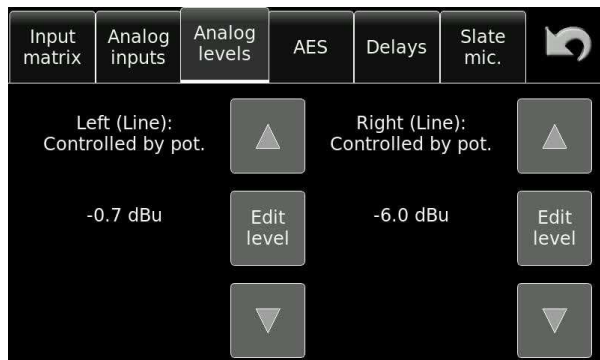 Input
matrix
Analog
inputs
Analog
levels
AES
Delays
Slate
mic.
Left (Line):
Controlled by pot.
Right (Line):
Controlled by pot.
-0.7 dBu
Edit
level
-6.0 dBu
Edit
level